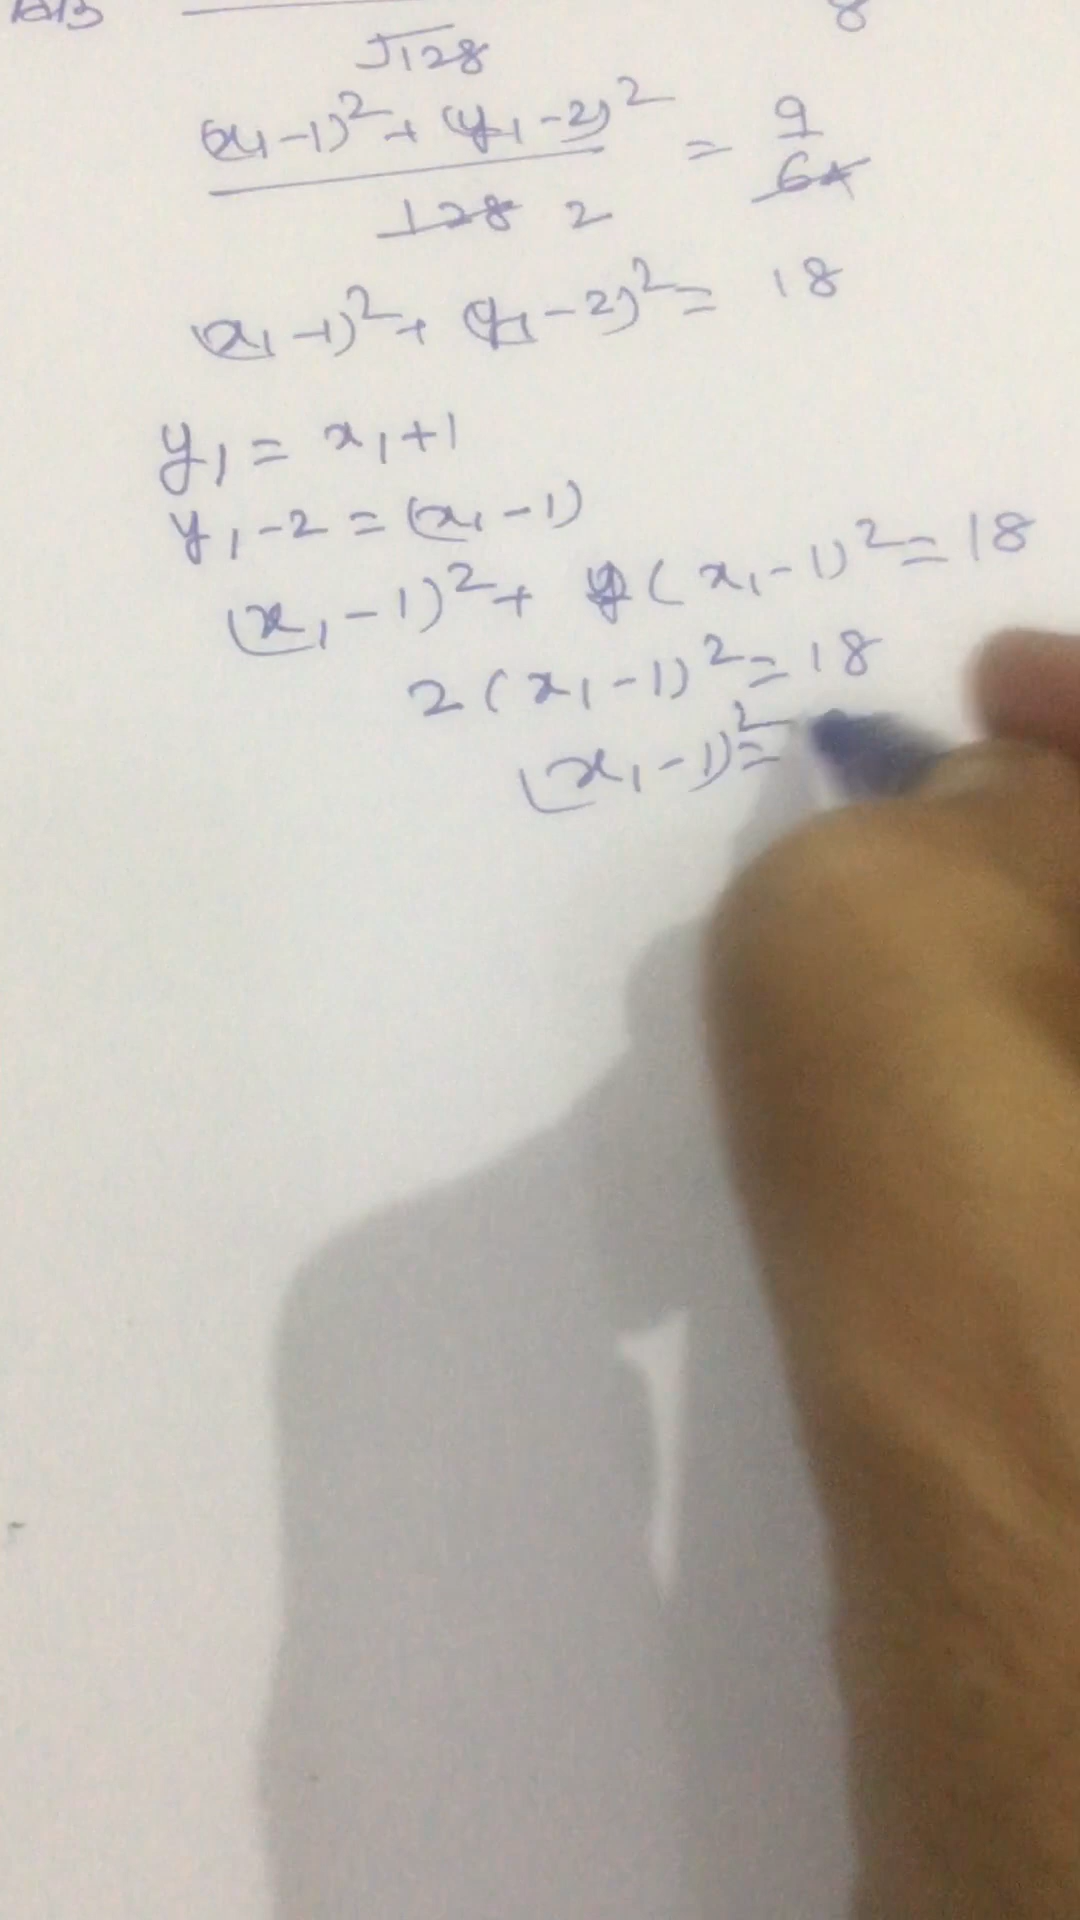 AB 8
√128
(x₁-1)²+(y₁-2)² = 9
128 2 64
(x₁-1)²+(y₁-2)² = 18
y₁ = x₁+1
y₁-2 = (x₁-1)
(x₁-1)²+ (x₁-1)² = 18
2(x₁-1)² = 18
(x₁-1)² =